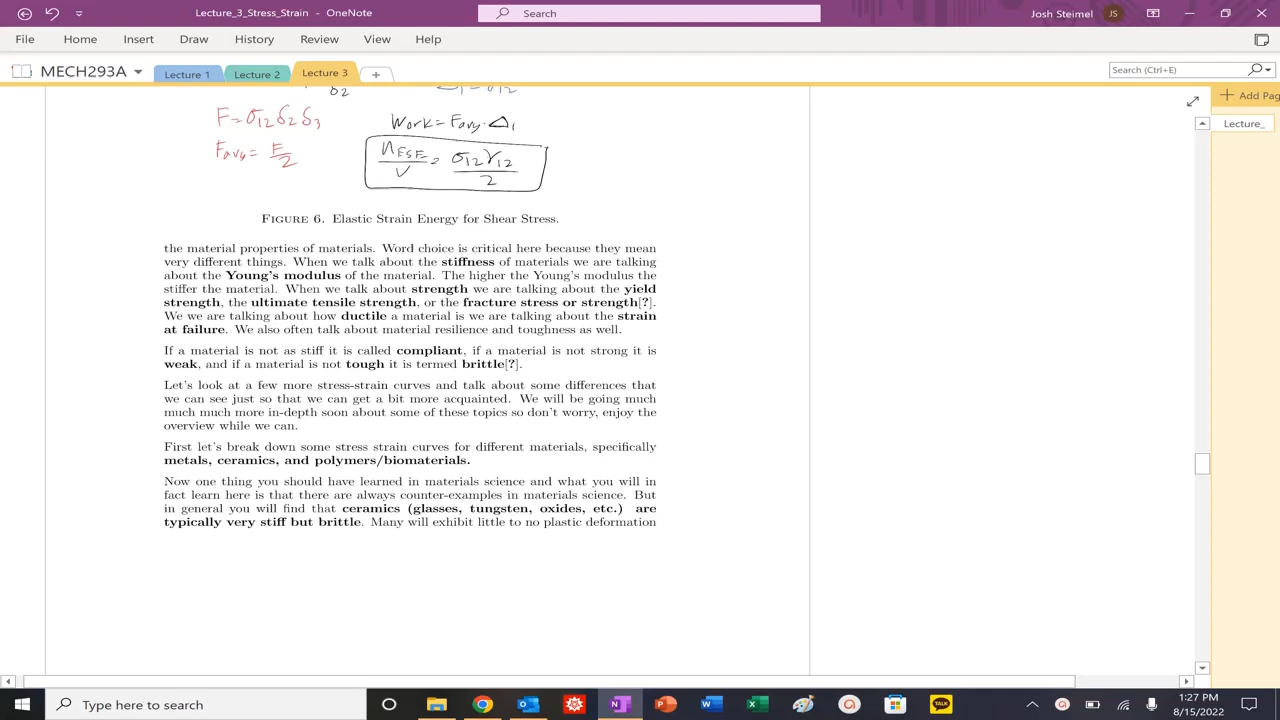 Lecture_3_Stress_Strain - OneNote
Search
Josh Steimel
JS
File Home Insert Draw History Review View Help
MECH293A
Lecture 1
Lecture 2
Lecture 3
Search (Ctrl+E)
Add Pag
Lecture_
δ2
F=σ12 δ2 δ3
Work= Favg · Δ1
Favg= F/2
σ12 γ12
V
2
Figure 6. Elastic Strain Energy for Shear Stress.
the material properties of materials. Word choice is critical here because they mean
very different things. When we talk about the stiffness of materials we are talking
about the Young's modulus of the material. The higher the Young's modulus the
stiffer the material. When we talk about strength we are talking about the yield
strength, the ultimate tensile strength, or the fracture stress or strength[?].
We we are talking about how ductile a material is we are talking about the strain
at failure. We also often talk about material resilience and toughness as well.
If a material is not as stiff it is called compliant, if a material is not strong it is
weak, and if a material is not tough it is termed brittle[?].
Let's look at a few more stress-strain curves and talk about some differences that
we can see just so that we can get a bit more acquainted. We will be going much
much much more in-depth soon about some of these topics so don't worry, enjoy the
overview while we can.
First let's break down some stress strain curves for different materials, specifically
metals, ceramics, and polymers/biomaterials.
Now one thing you should have learned in materials science and what you will in
fact learn here is that there are always counter-examples in materials science. But
in general you will find that ceramics (glasses, tungsten, oxides, etc.) are
typically very stiff but brittle. Many will exhibit little to no plastic deformation
Type here to search
TALK
1:27 PM
8/15/2022